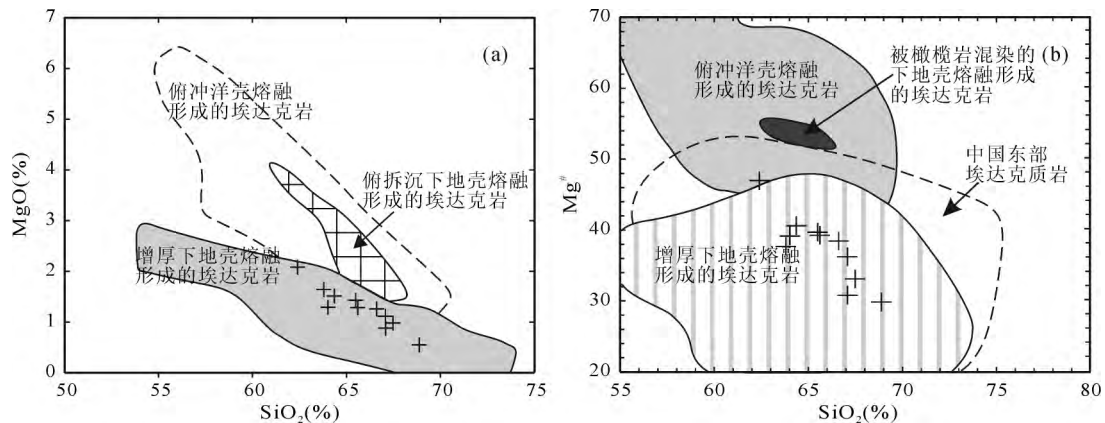 7
6
5
4
3
2
1
0
MgO(%)
50
55
60
65
70
75
SiO₂(%)
(a)
俯冲洋壳熔融
形成的埃达克岩
俯拆沉下地壳熔融
形成的埃达克岩
增厚下地壳熔融
形成的埃达克岩
70
60
50
40
30
20
Mg#
55
60
65
70
75
80
SiO₂(%)
(b)
俯冲洋壳熔融
形成的埃达克岩
被橄榄岩混染的
下地壳熔融形成
的埃达克岩
中国东部
埃达克质岩
增厚下地壳熔融
形成的埃达克岩